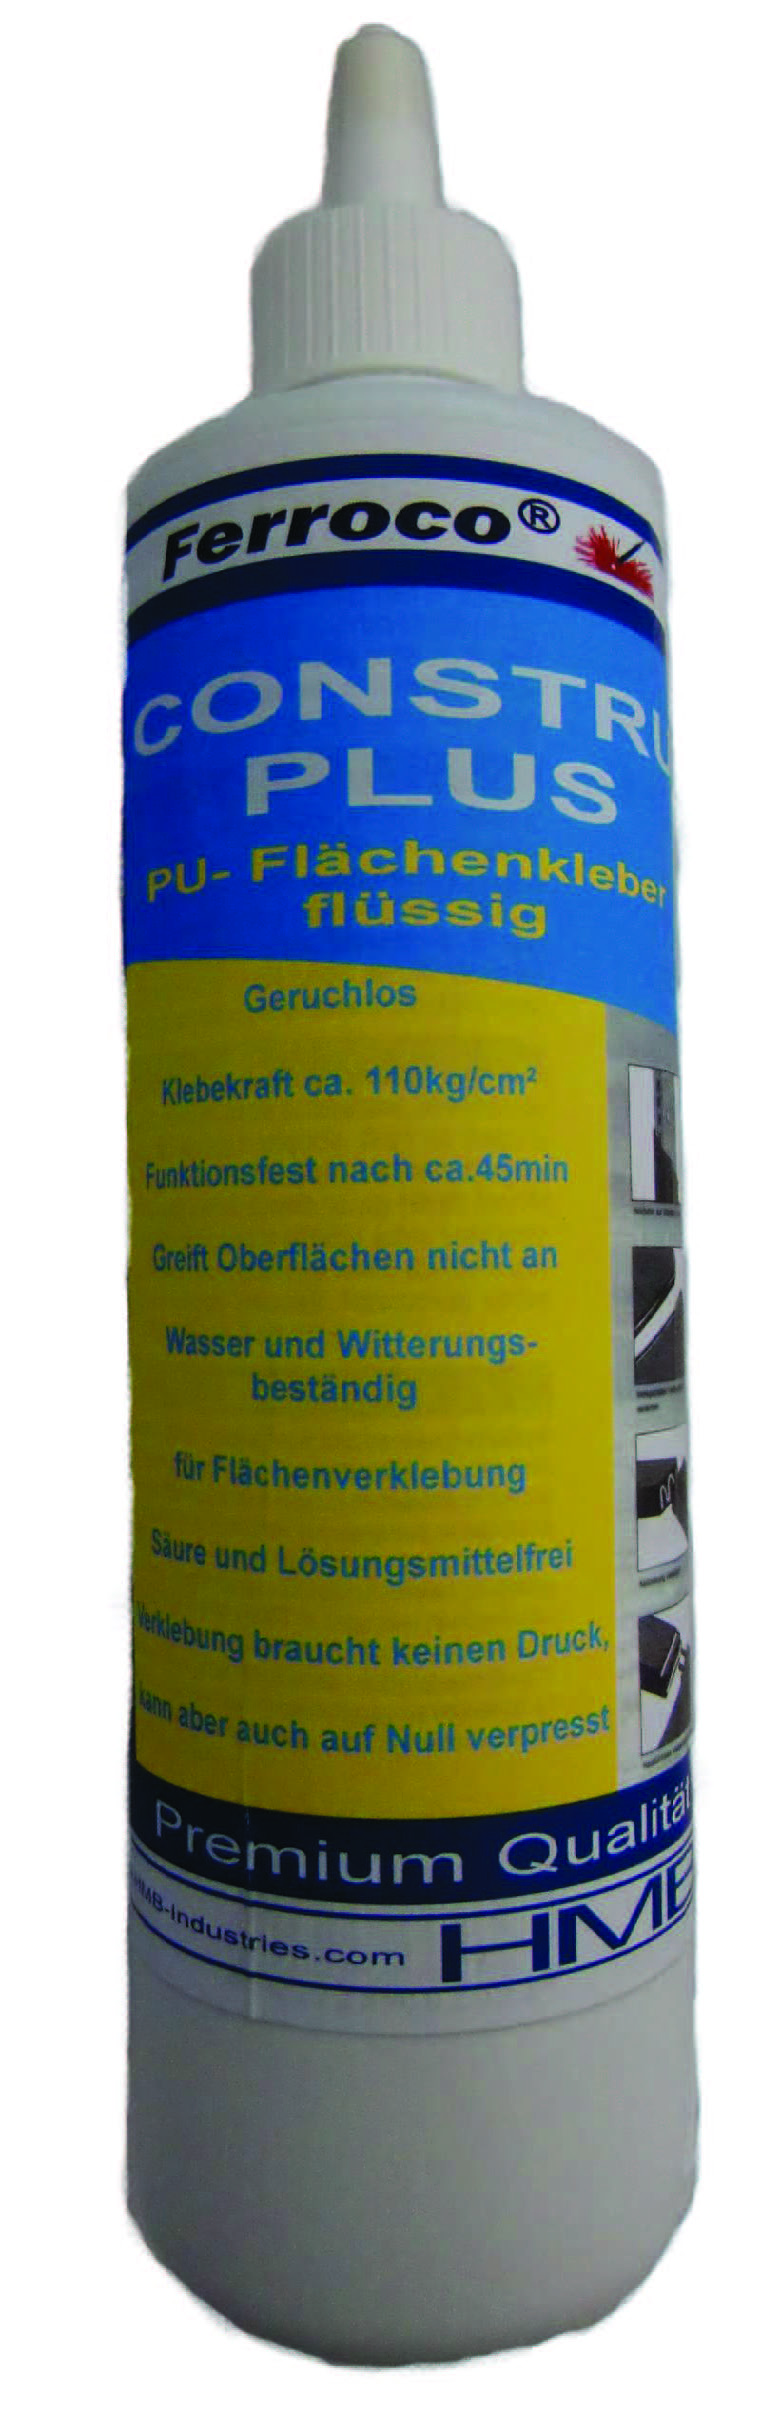 Ferroco®
CONSTRU
PLUS
PU- Flächenkleber
flüssig
Geruchlos
Klebekraft ca. 110kg/cm²
Funktionsfest nach ca.45min
Greift Oberflächen nicht an
Wasser und Witterungs-
beständig
für Flächenverklebung
Säure und Lösungsmittelfrei
Verklebung braucht keinen Druck,
kann aber auch auf Null verpresst
Premium Qualität
HMB-industries.com
HMB